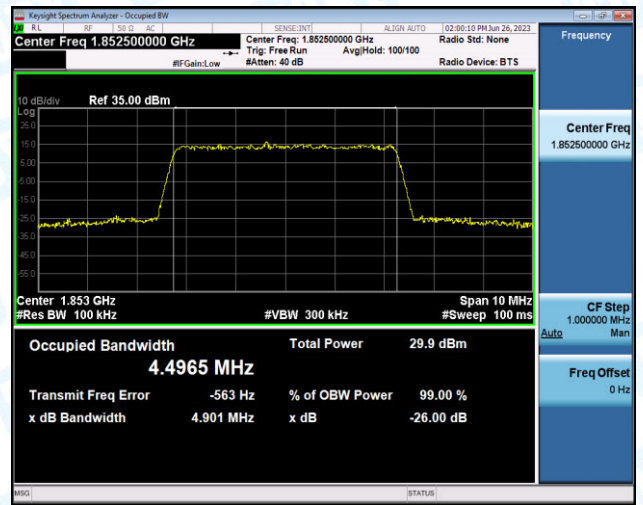 Keysight Spectrum Analyzer - Occupied BW
RL RF 50 Ω AC SENSE:INT ALIGN AUTO 02:00:10 PM Jun 26, 2023
Center Freq 1.852500000 GHz Center Freq: 1.852500000 GHz Radio Std: None Frequency
Trig: Free Run Avg|Hold: 100/100
#IFGain:Low #Atten: 40 dB Radio Device: BTS
10 dB/div Ref 35.00 dBm
Log
25.0
15.0
5.00
-5.00
-15.0
-25.0
-35.0
-45.0
-55.0
Center 1.853 GHz Span 10 MHz
#Res BW 100 kHz #VBW 300 kHz #Sweep 100 ms
Occupied Bandwidth Total Power 29.9 dBm
4.4965 MHz
Transmit Freq Error -563 Hz % of OBW Power 99.00 %
x dB Bandwidth 4.901 MHz x dB -26.00 dB
Center Freq
1.852500000 GHz
CF Step
1.000000 MHz
Auto Man
Freq Offset
0 Hz
MSG STATUS